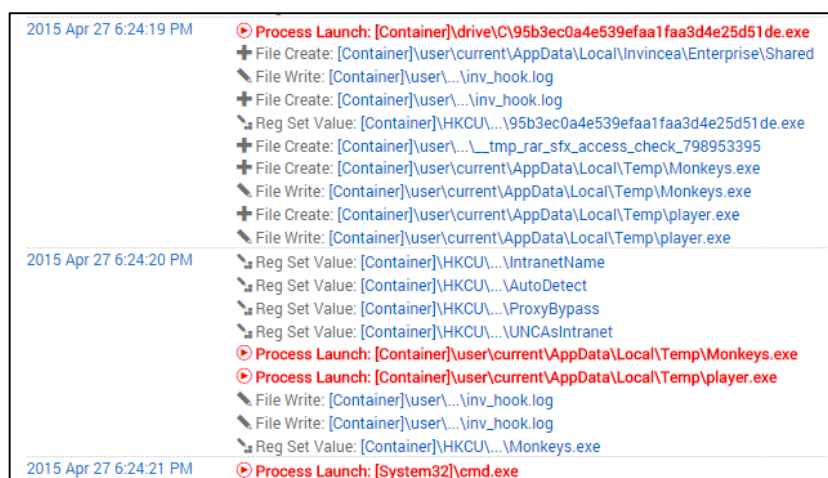 2015 Apr 27 6:24:19 PM Process Launch: [Container]\drive\C\95b3ec0a4e539efaa1faa3d4e25d51de.exe
File Create: [Container]\user\current\AppData\Local\Invincea\Enterprise\Shared
File Write: [Container]\user\...\inv_hook.log
File Create: [Container]\user\...\inv_hook.log
Reg Set Value: [Container]\HKCU\...\95b3ec0a4e539efaa1faa3d4e25d51de.exe
File Create: [Container]\user\...\__tmp_rar_sfx_access_check_798953395
File Create: [Container]\user\current\AppData\Local\Temp\Monkeys.exe
File Write: [Container]\user\current\AppData\Local\Temp\Monkeys.exe
File Create: [Container]\user\current\AppData\Local\Temp\player.exe
File Write: [Container]\user\current\AppData\Local\Temp\player.exe
2015 Apr 27 6:24:20 PM Reg Set Value: [Container]\HKCU\...\IntranetName
Reg Set Value: [Container]\HKCU\...\AutoDetect
Reg Set Value: [Container]\HKCU\...\ProxyBypass
Reg Set Value: [Container]\HKCU\...\UNCAsIntranet
Process Launch: [Container]\user\current\AppData\Local\Temp\Monkeys.exe
Process Launch: [Container]\user\current\AppData\Local\Temp\player.exe
File Write: [Container]\user\...\inv_hook.log
File Write: [Container]\user\...\inv_hook.log
Reg Set Value: [Container]\HKCU\...\Monkeys.exe
2015 Apr 27 6:24:21 PM Process Launch: [System32]\cmd.exe